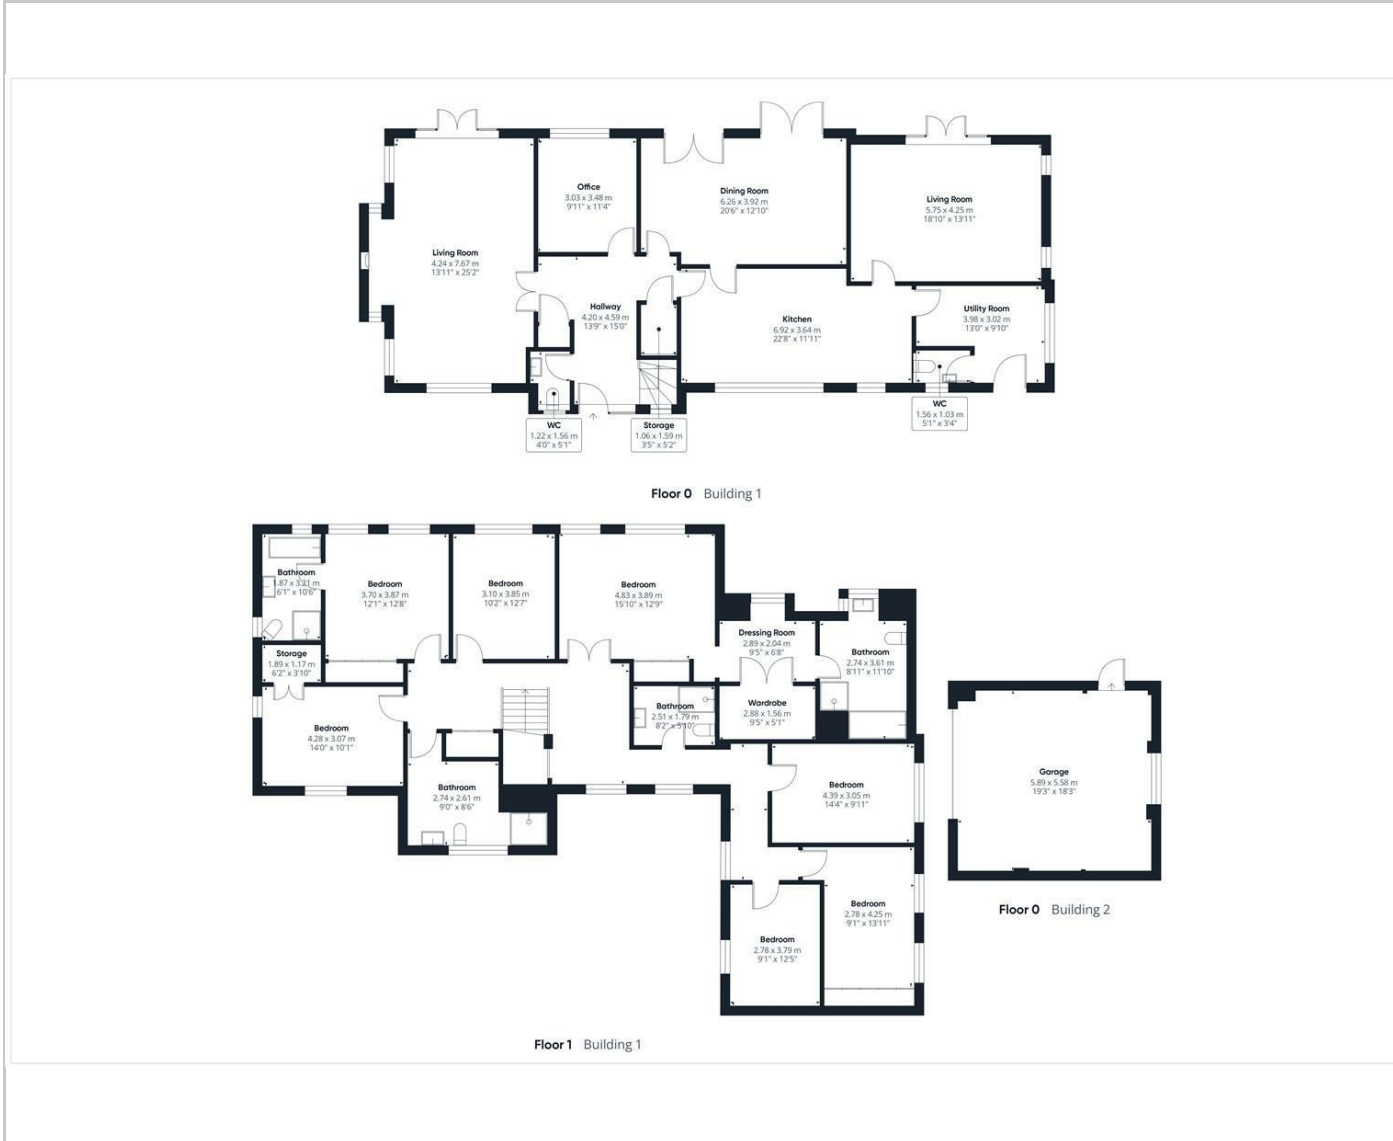 Living Room
4.24 x 7.67 m
13'11" x 25'2"
Office
3.03 x 3.48 m
9'11" x 11'4"
Dining Room
6.26 x 3.92 m
20'6" x 12'10"
Living Room
5.75 x 4.25 m
18'10" x 13'11"
Hallway
4.20 x 4.59 m
13'9" x 15'0"
Kitchen
6.92 x 3.64 m
22'8" x 11'11"
Utility Room
3.98 x 3.02 m
13'0" x 9'10"
WC
1.22 x 1.56 m
4'0" x 5'1"
Storage
1.06 x 1.59 m
3'5" x 5'2"
WC
1.56 x 1.03 m
5'1" x 3'4"
Floor 0 Building 1
Bathroom
1.87 x 3.21 m
6'1" x 10'6"
Bedroom
3.70 x 3.87 m
12'1" x 12'8"
Bedroom
3.10 x 3.85 m
10'2" x 12'7"
Bedroom
4.83 x 3.89 m
15'10" x 12'9"
Dressing Room
2.89 x 2.04 m
9'5" x 6'8"
Bathroom
2.74 x 3.61 m
8'11" x 11'10"
Storage
1.89 x 1.17 m
6'2" x 3'10"
Bedroom
4.28 x 3.07 m
14'0" x 10'1"
Bathroom
2.51 x 1.79 m
8'2" x 5'10"
Wardrobe
2.88 x 1.56 m
9'5" x 5'1"
Bathroom
2.74 x 2.61 m
9'0" x 8'6"
Bedroom
4.39 x 3.05 m
14'4" x 9'11"
Bedroom
2.78 x 4.25 m
9'1" x 13'11"
Bedroom
2.78 x 3.79 m
9'1" x 12'5"
Floor 1 Building 1
Garage
5.89 x 5.58 m
19'3" x 18'3"
Floor 0 Building 2